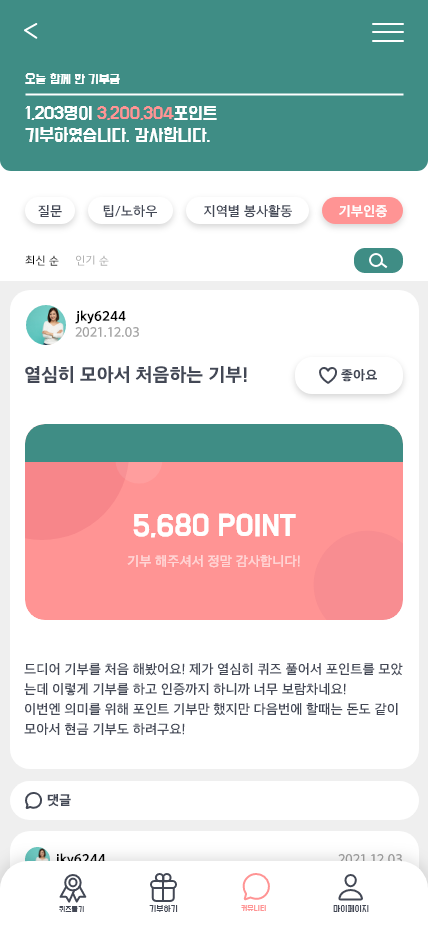 오늘 함께 한 기부금
1,203명이 3,200,304포인트
기부하였습니다. 감사합니다.
질문 팁/노하우 지역별 봉사활동 기부인증
최신 순 인기 순
jky6244
2021.12.03
열심히 모아서 처음하는 기부!
좋아요
5,680 POINT
기부 해주셔서 정말 감사합니다!
드디어 기부를 처음 해봤어요! 제가 열심히 퀴즈 풀어서 포인트를 모았
는데 이렇게 기부를 하고 인증까지 하니까 너무 보람차네요!
이번엔 의미를 위해 포인트 기부만 했지만 다음번에 할때는 돈도 같이
모아서 현금 기부도 하려구요!
댓글
jky6244 2021.12.03
퀴즈풀기 기부하기 커뮤니티 마이페이지